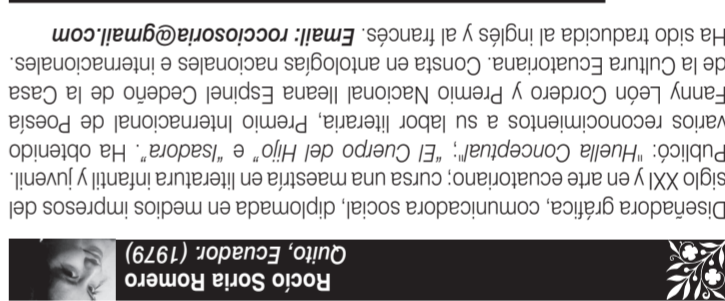 Rocío Soria Romero
Quito, Ecuador. (1979)
Diseñadora gráfica, comunicadora social, diplomada en medios impresos del
siglo XXI y en arte ecuatoriano; cursa una maestría en literatura infantil y juvenil.
Publicó: "Huella Conceptual"; "El Cuerpo del Hijo" e "Isadora". Ha obtenido
varios reconocimientos a su labor literaria, Premio Internacional de Poesía
Fanny León Cordero y Premio Nacional Ileana Espinel Cedeño de la Casa
de la Cultura Ecuatoriana. Consta en antologías nacionales e internacionales.
Ha sido traducida al inglés y al francés. Email: rocciosoria@gmail.com